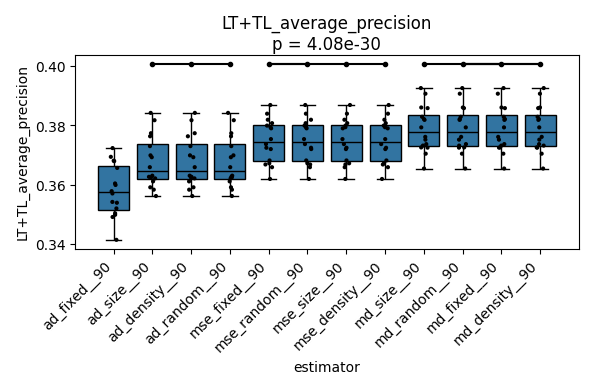 LT+TL_average_precision
p = 4.08e-30
LT+TL_average_precision
0.40
0.38
0.36
0.34
ad_fixed__90
ad_size__90
ad_density__90
ad_random__90
mse_fixed__90
mse_random__90
mse_size__90
mse_density__90
md_size__90
md_random__90
md_fixed__90
md_density__90
estimator